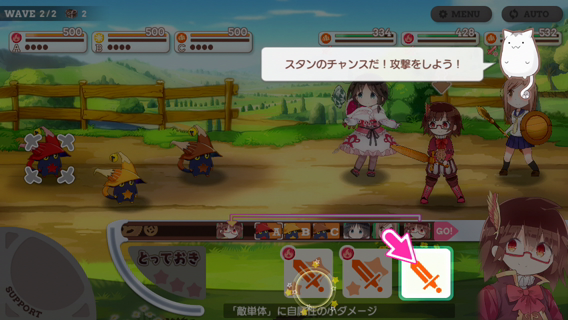 WAVE 2/2 2
MENU
AUTO
500
500
500
334
428
532
A
B
C
スタンのチャンスだ！攻撃をしよう！
A B C
GO!
とっておき
SUPPORT
「敵単体」に自属性の小ダメージ